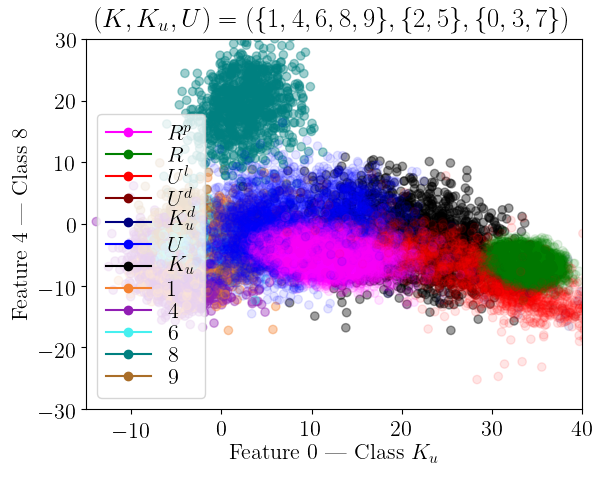 (K, K_u, U) = ({1, 4, 6, 8, 9}, {2, 5}, {0, 3, 7})
30
20
10
0
−10
−20
−30
Feature 4 — Class 8
R^p
R
U^l
U^d
K_u^d
U
K_u
1
4
6
8
9
−10
0
10
20
30
40
Feature 0 — Class K_u